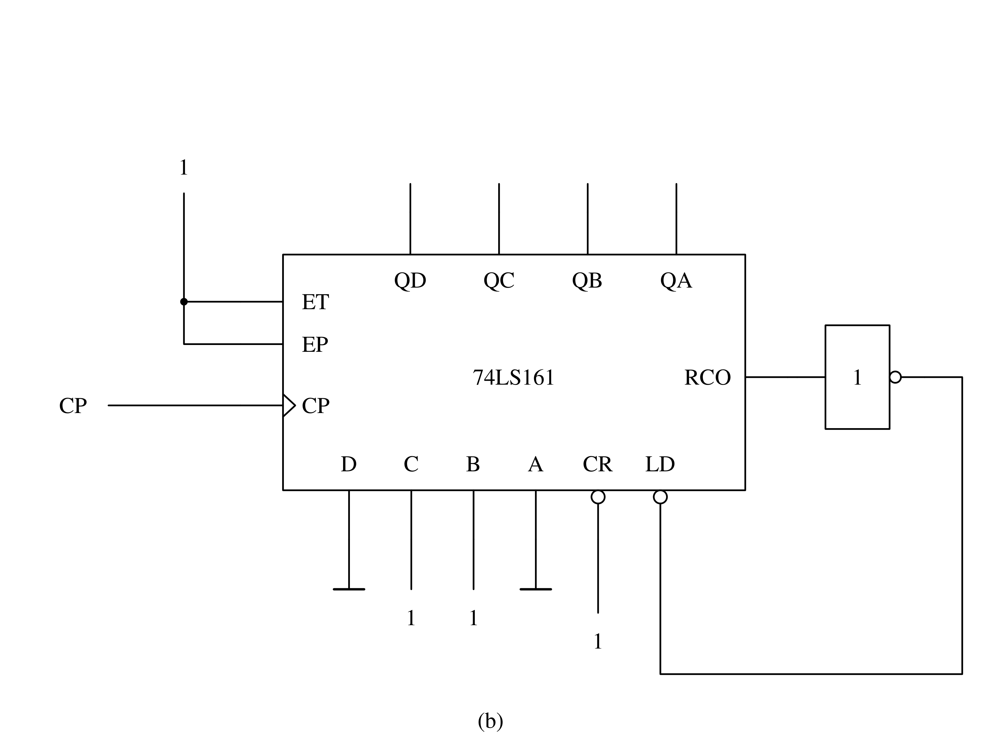 1
QD QC QB QA
ET
EP
74LS161 RCO 1
CP CP
D C B A CR LD
1 1
1
(b)